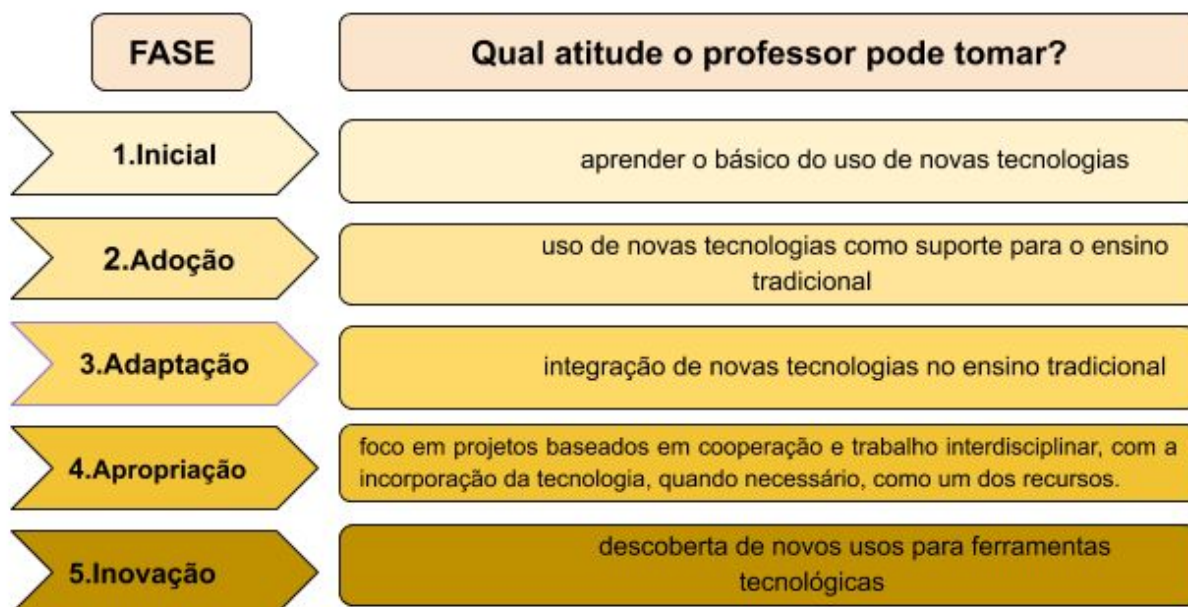 FASE
Qual atitude o professor pode tomar?
1.Inicial
aprender o básico do uso de novas tecnologias
2.Adoção
uso de novas tecnologias como suporte para o ensino
tradicional
3.Adaptação
integração de novas tecnologias no ensino tradicional
4.Apropriação
foco em projetos baseados em cooperação e trabalho interdisciplinar, com a
incorporação da tecnologia, quando necessário, como um dos recursos.
5.Inovação
descoberta de novos usos para ferramentas
tecnológicas